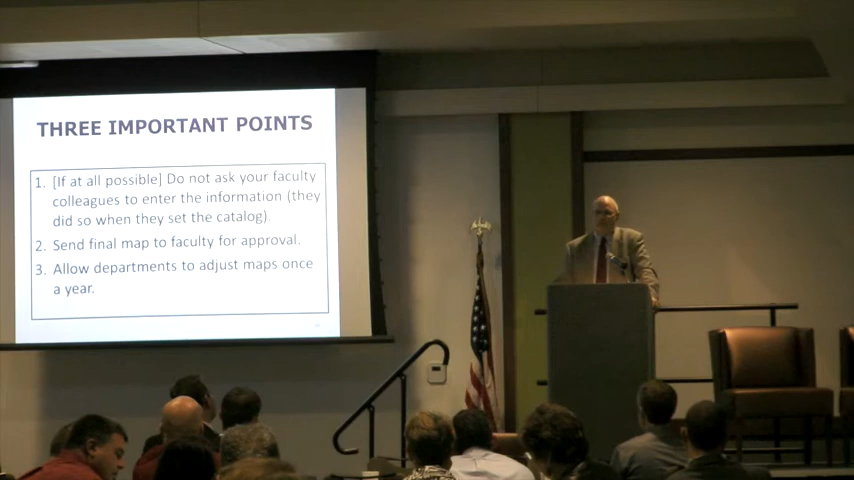 THREE IMPORTANT POINTS
1. [If at all possible] Do not ask your faculty
colleagues to enter the information (they
did so when they set the catalog).
2. Send final map to faculty for approval.
3. Allow departments to adjust maps once
a year.